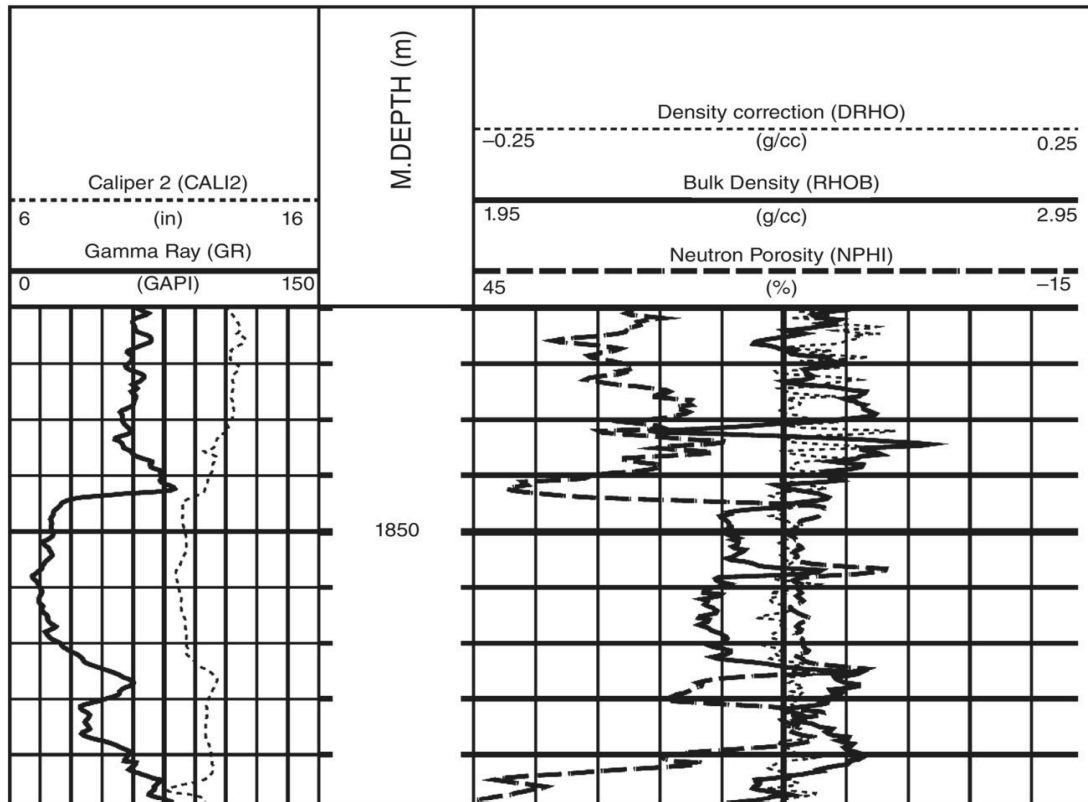 M.DEPTH (m)
Density correction (DRHO)
–0.25 (g/cc) 0.25
Caliper 2 (CALI2)
Bulk Density (RHOB)
6 (in) 16
1.95 (g/cc) 2.95
Gamma Ray (GR)
Neutron Porosity (NPHI)
0 (GAPI) 150
45 (%) –15
1850